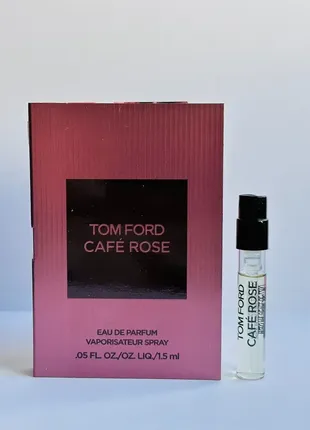 TOM FORD
CAFÉ ROSE
EAU DE PARFUM
VAPORISATEUR SPRAY
.05 FL. OZ./OZ. LIQ./1.5 ml
TOM FORD
CAFÉ ROSE